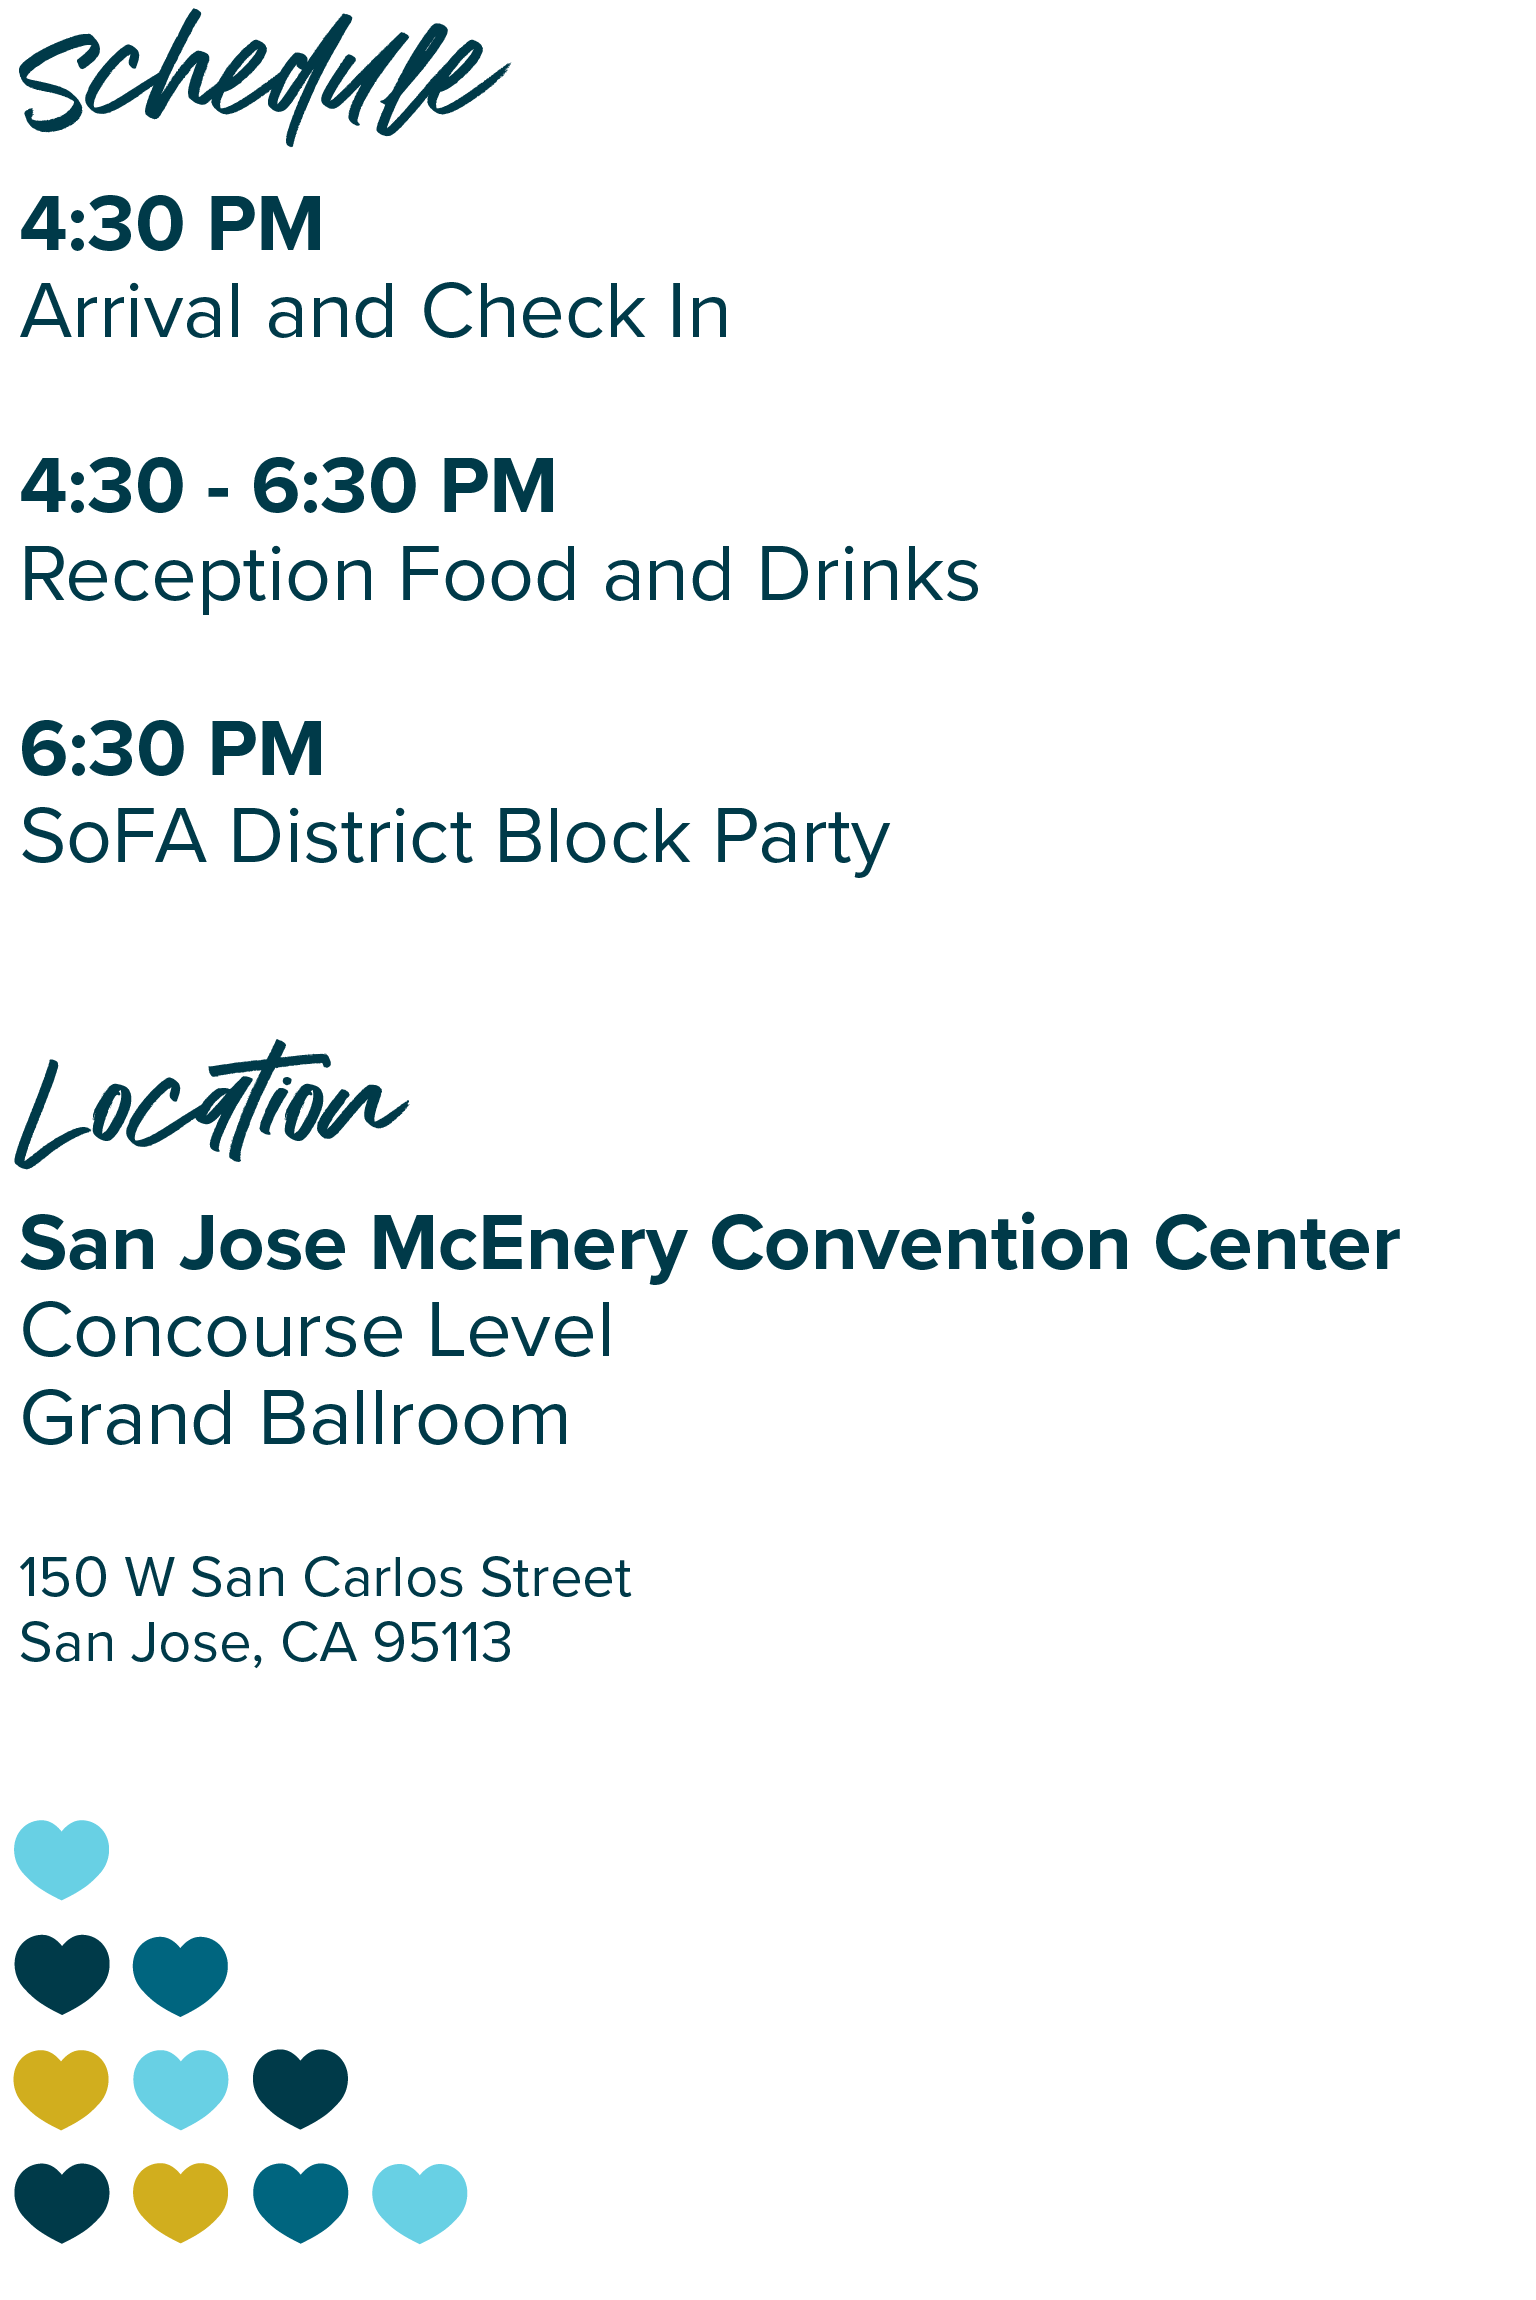 Schedule
4:30 PM
Arrival and Check In
4:30 - 6:30 PM
Reception Food and Drinks
6:30 PM
SoFA District Block Party
Location
San Jose McEnery Convention Center
Concourse Level
Grand Ballroom
150 W San Carlos Street
San Jose, CA 95113